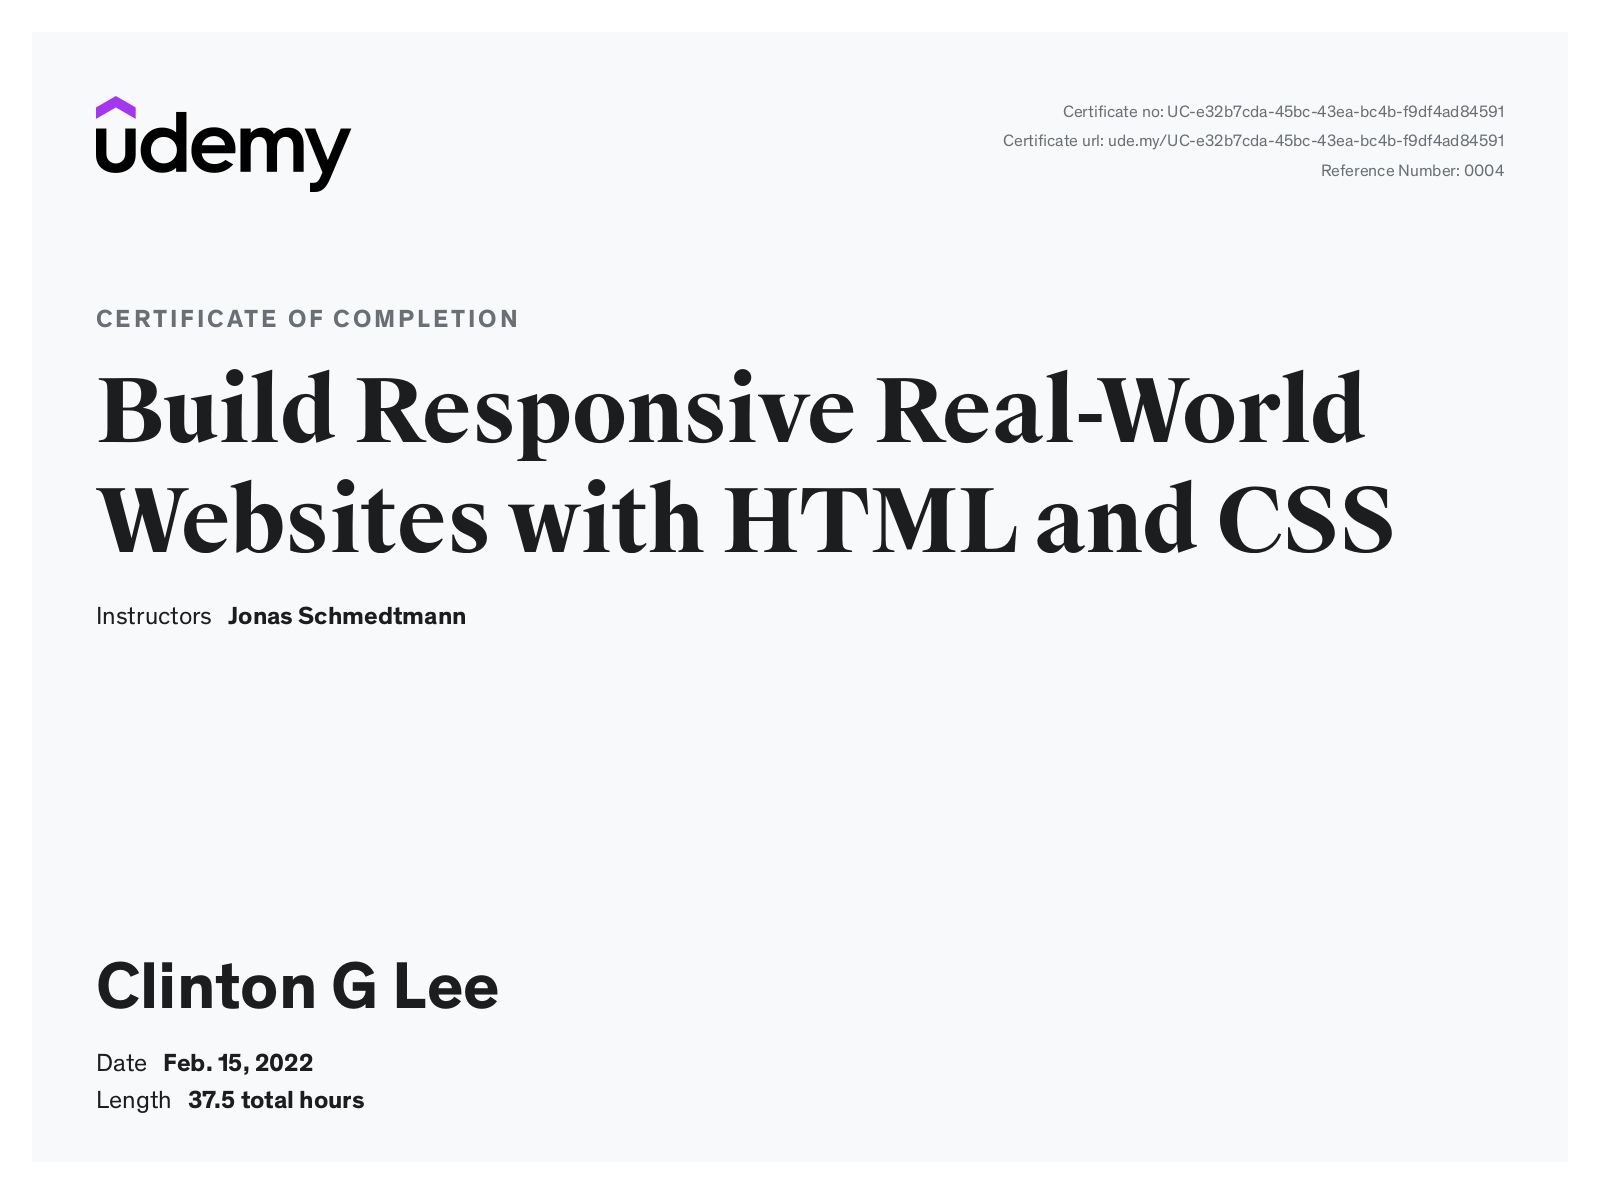 udemy
Certificate no: UC-e32b7cda-45bc-43ea-bc4b-f9df4ad84591
Certificate url: ude.my/UC-e32b7cda-45bc-43ea-bc4b-f9df4ad84591
Reference Number: 0004
CERTIFICATE OF COMPLETION
Build Responsive Real-World
Websites with HTML and CSS
Instructors Jonas Schmedtmann
Clinton G Lee
Date Feb. 15, 2022
Length 37.5 total hours